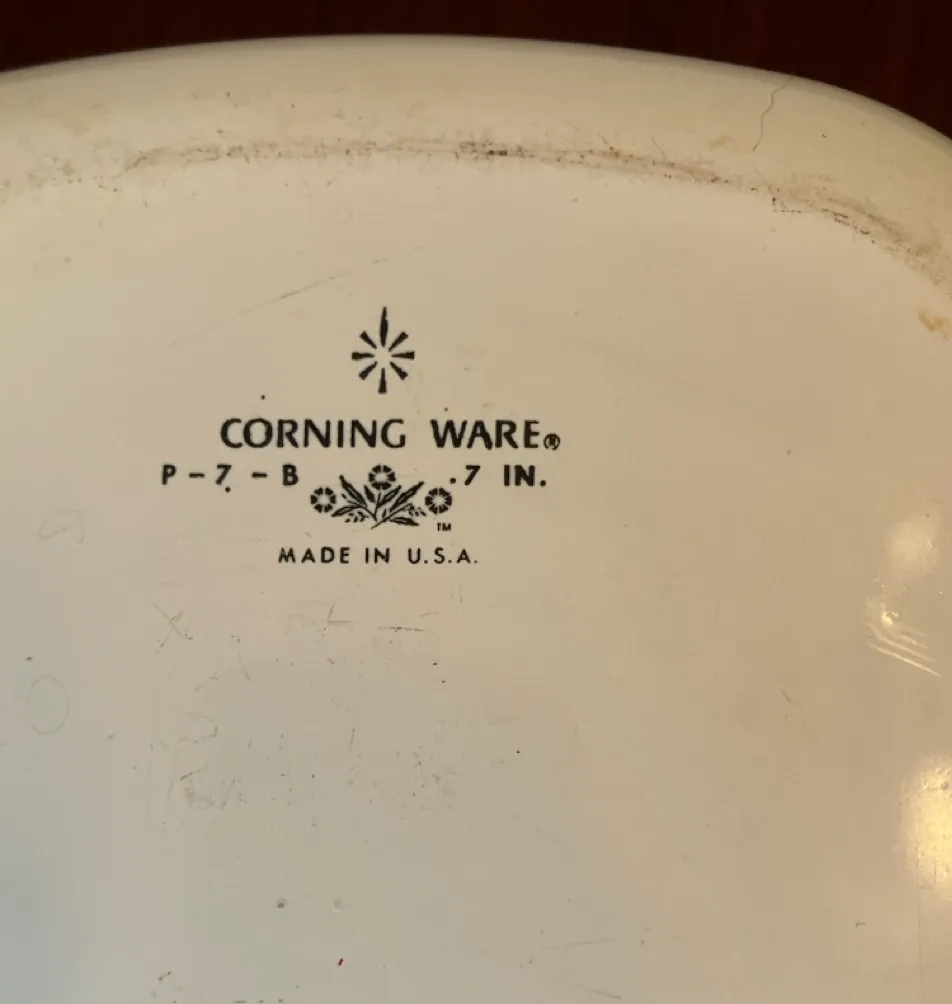 CORNING WARE®
P-7-B .7 IN.
TM
MADE IN U.S.A.